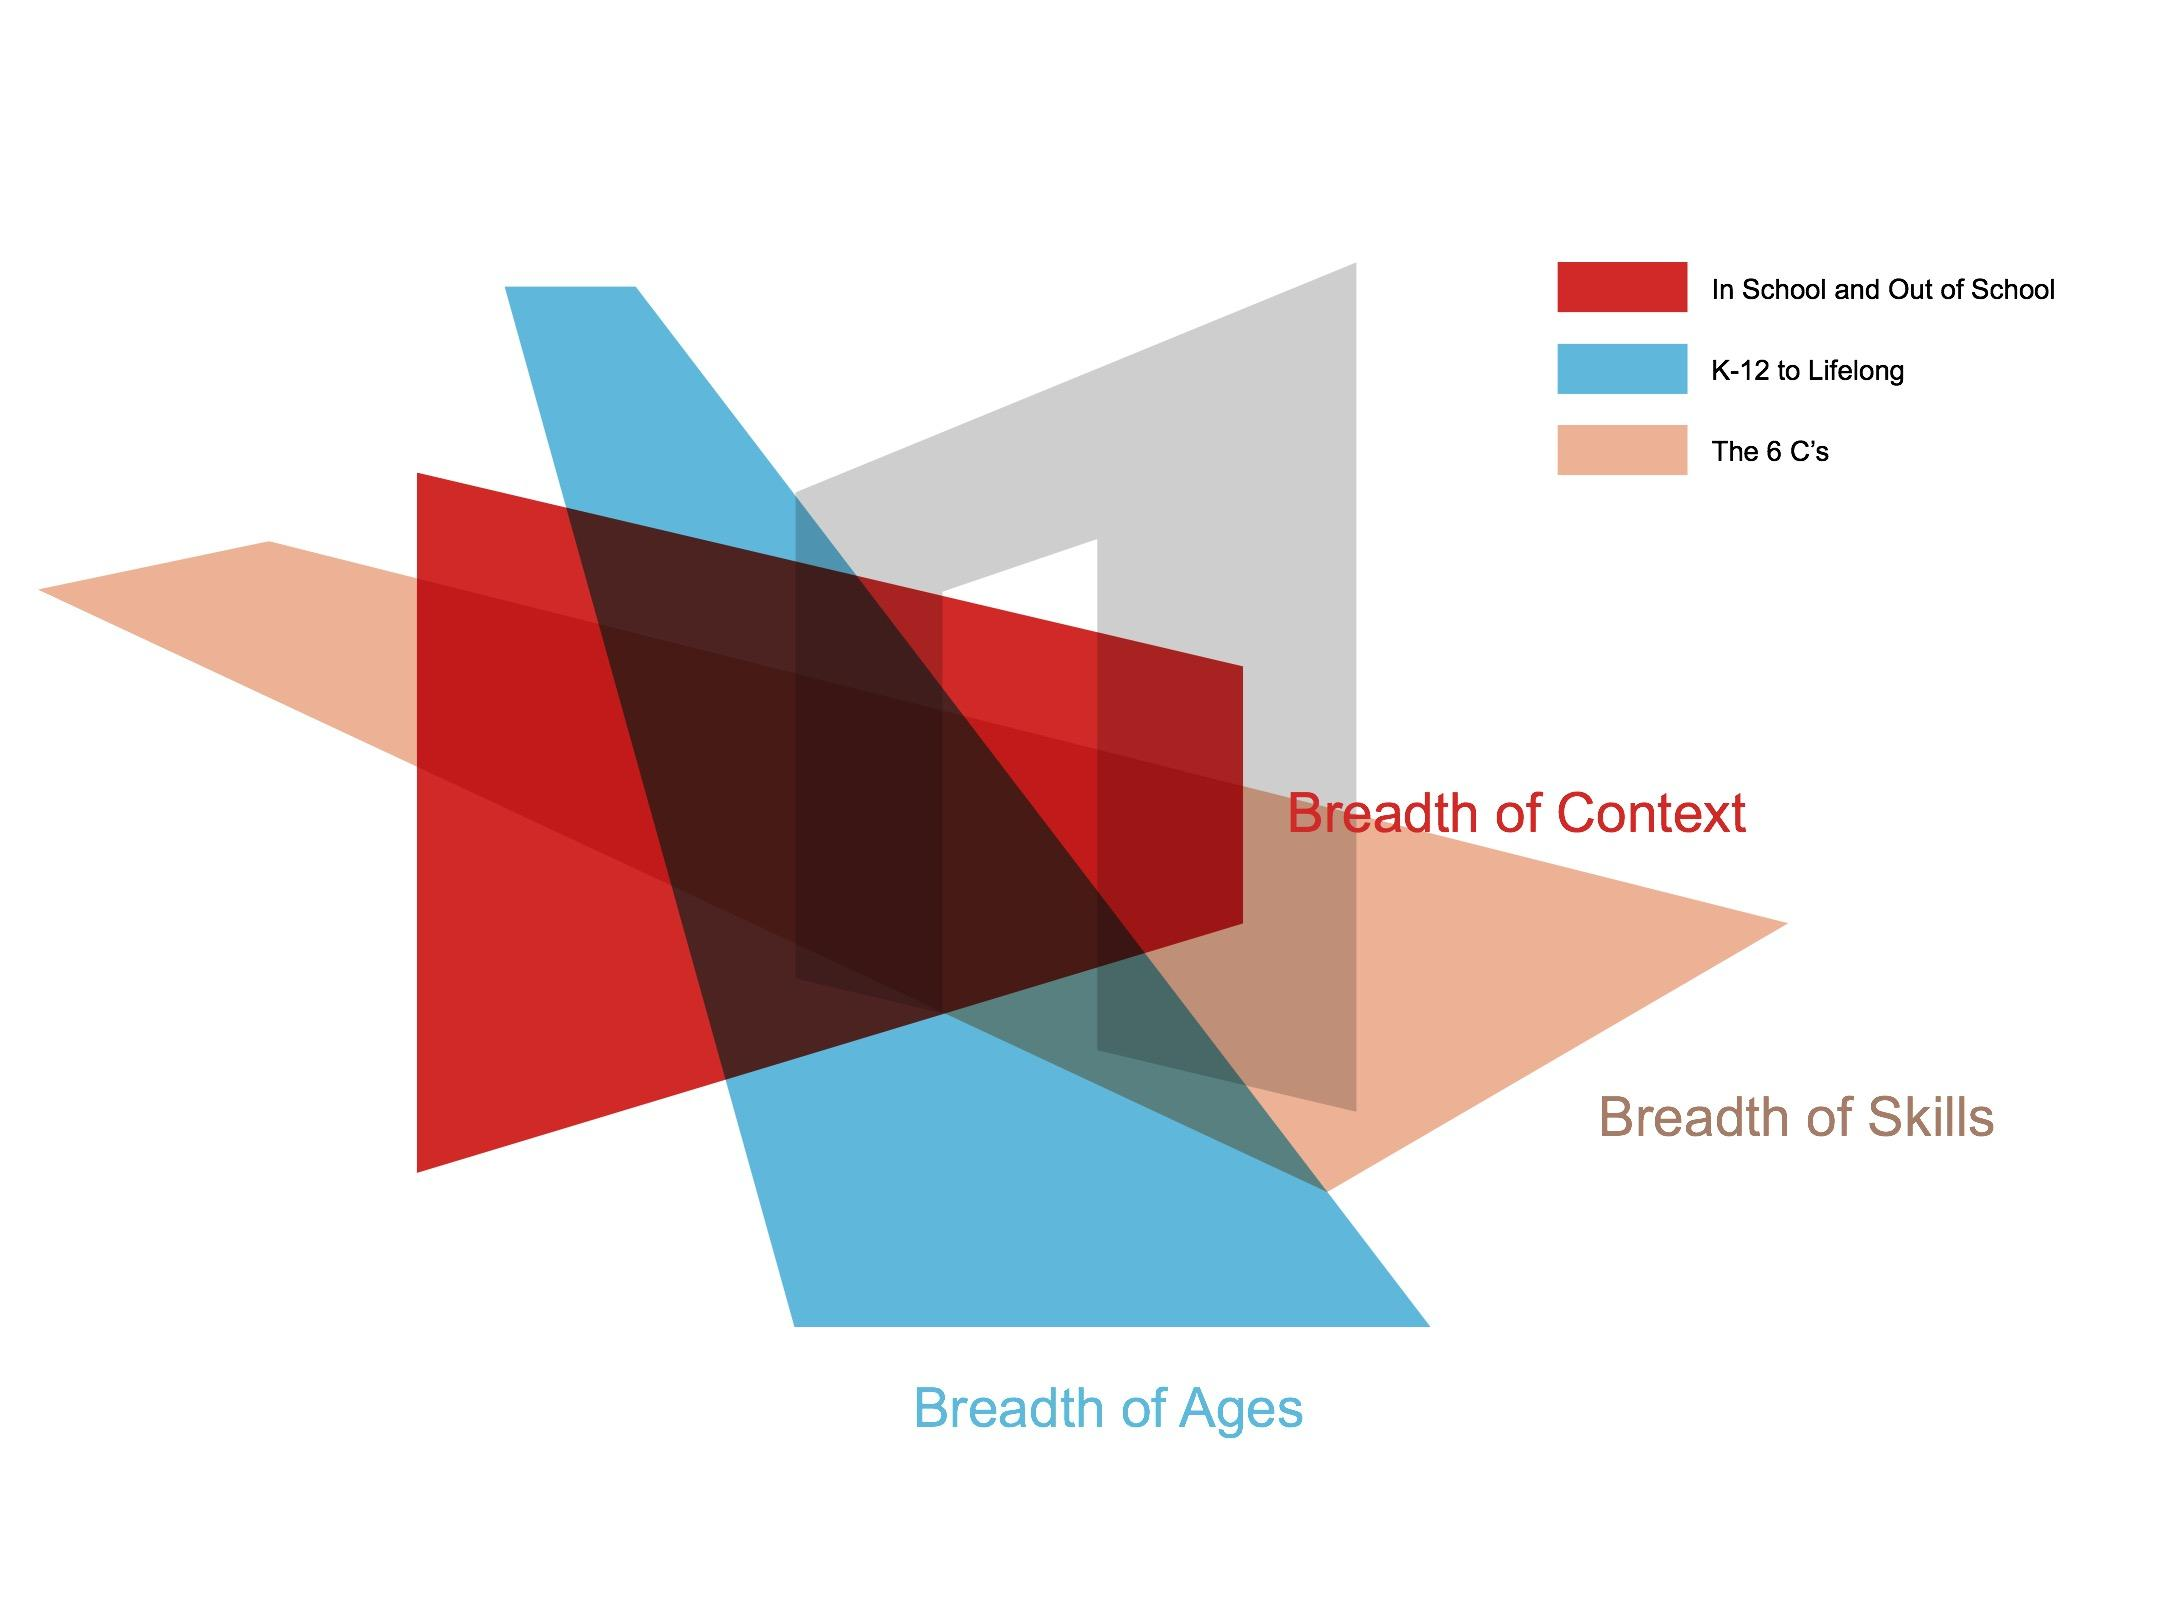 In School and Out of School
K-12 to Lifelong
The 6 C’s
Breadth of Context
Breadth of Skills
Breadth of Ages